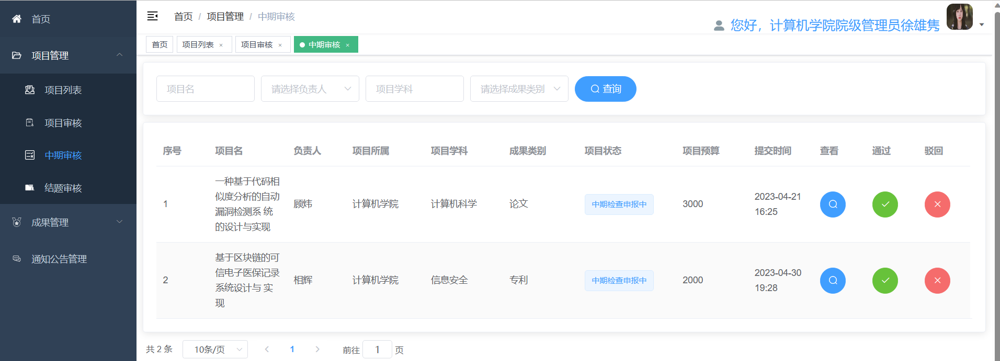 首页
项目管理
项目列表
项目审核
中期审核
结题审核
成果管理
通知公告管理
首页 / 项目管理 / 中期审核
您好，计算机学院院级管理员徐雄隽
首页 项目列表 × 项目审核 × 中期审核 ×
项目名 请选择负责人 项目学科 请选择成果类别 查询
序号 项目名 负责人 项目所属 项目学科 成果类别 项目状态 项目预算 提交时间 查看 通过 驳回
一种基于代码相
似度分析的自动
漏洞检测系 统
的设计与实现
1 顾炜 计算机学院 计算机科学 论文 中期检查申报中 3000
2023-04-21
16:25
基于区块链的可
信电子医保记录
系统设计与 实
现
2 相辉 计算机学院 信息安全 专利 中期检查申报中 2000
2023-04-30
19:28
共 2 条 10条/页 1 前往 1 页